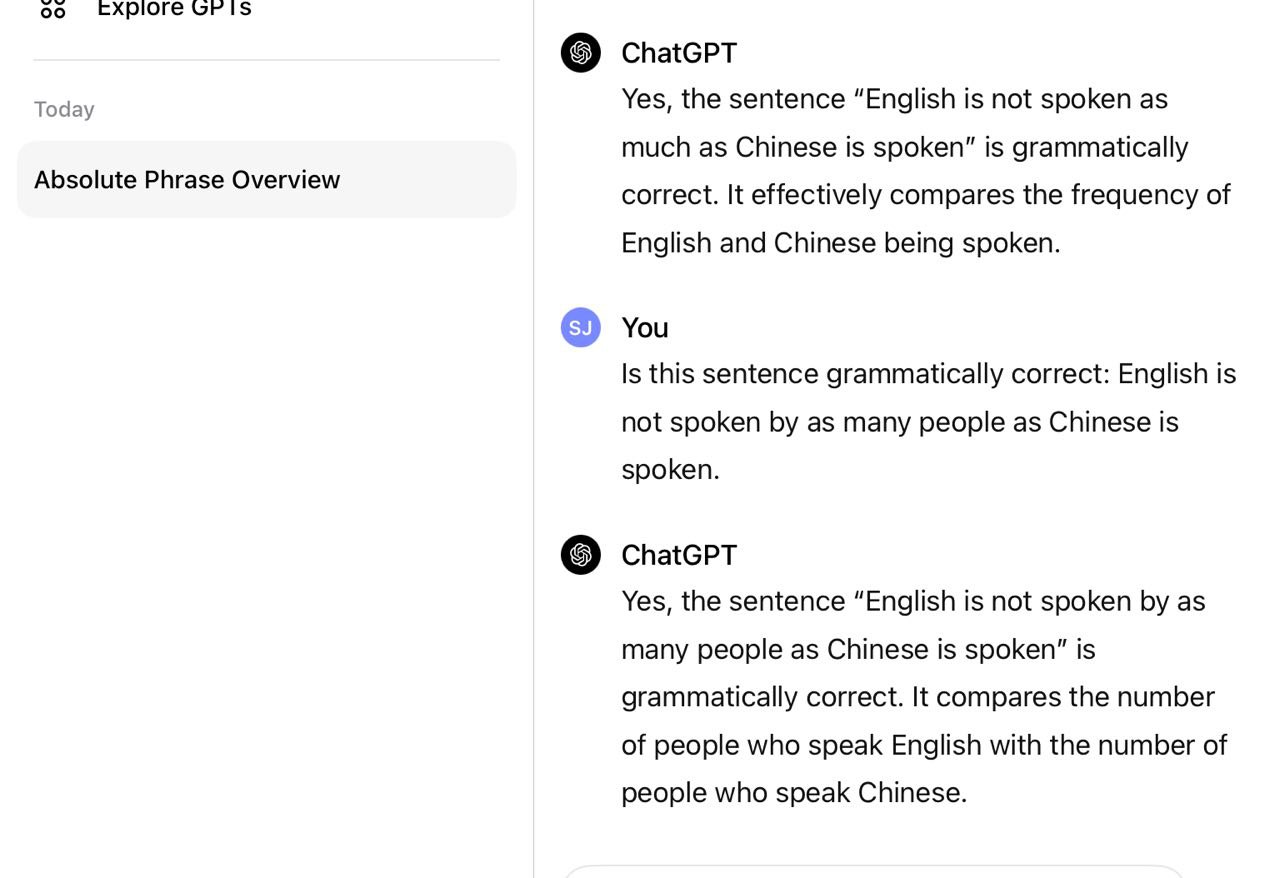 Explore GPTs
Today
Absolute Phrase Overview
ChatGPT
Yes, the sentence “English is not spoken as
much as Chinese is spoken” is grammatically
correct. It effectively compares the frequency of
English and Chinese being spoken.
SJ
You
Is this sentence grammatically correct: English is
not spoken by as many people as Chinese is
spoken.
ChatGPT
Yes, the sentence “English is not spoken by as
many people as Chinese is spoken” is
grammatically correct. It compares the number
of people who speak English with the number of
people who speak Chinese.